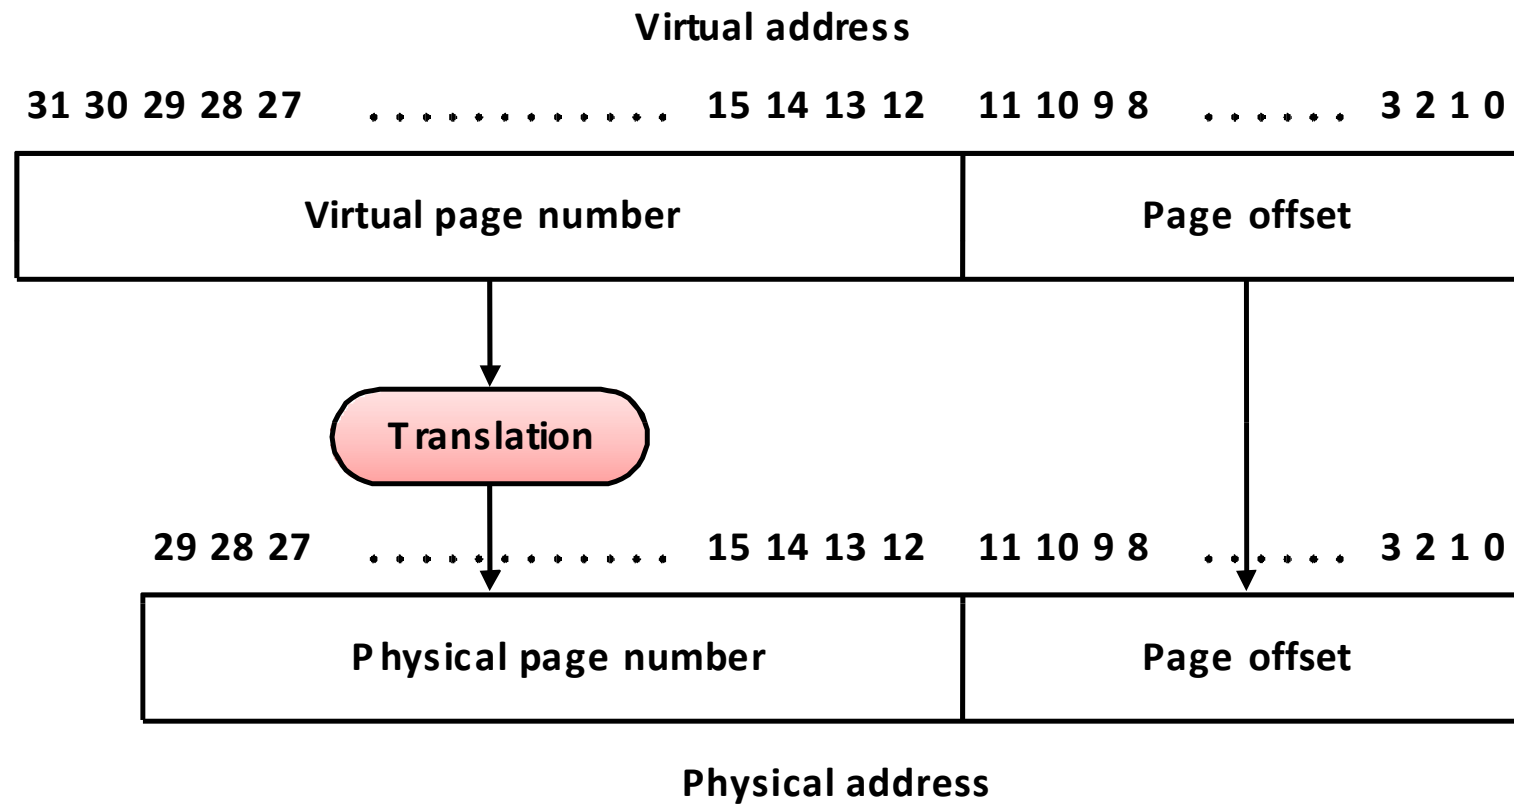 Virtual address
31 30 29 28 27 ............ 15 14 13 12 11 10 9 8 ...... 3 2 1 0
Virtual page number Page offset
Translation
29 28 27 ............ 15 14 13 12 11 10 9 8 ...... 3 2 1 0
Physical page number Page offset
Physical address